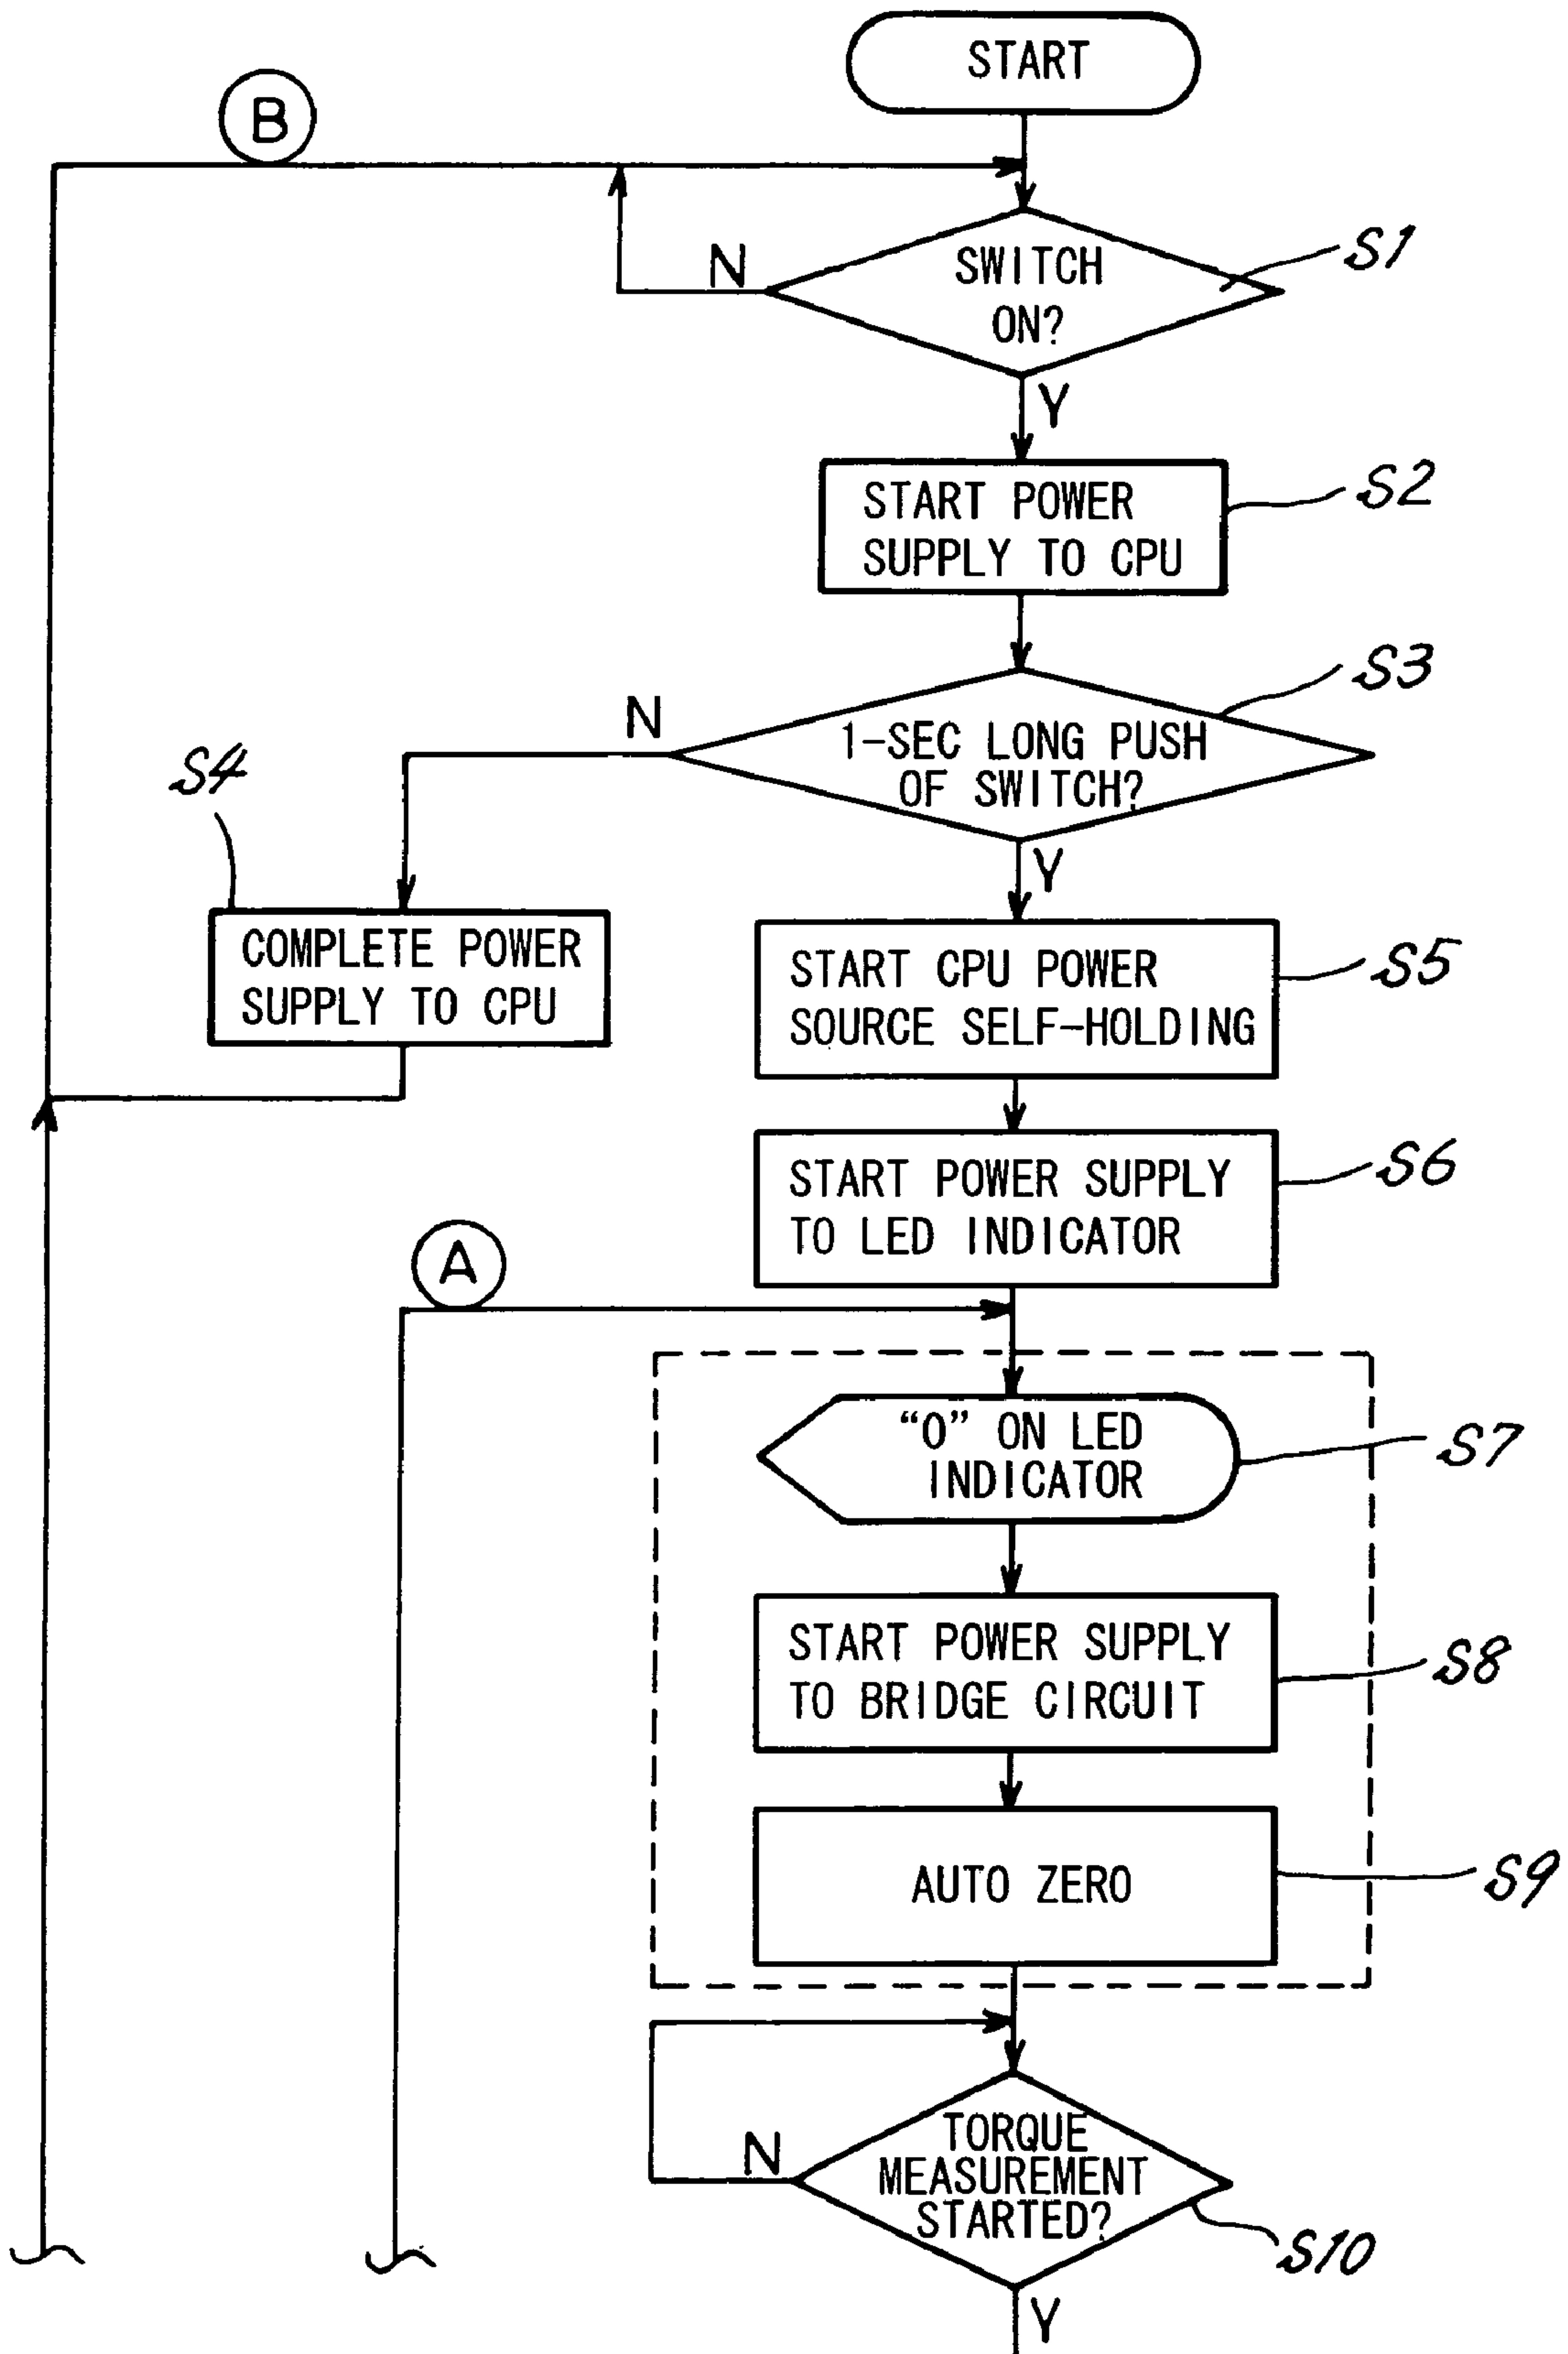 START
B
N
SWITCH
ON?
S1
Y
START POWER
SUPPLY TO CPU
S2
N
1-SEC LONG PUSH
OF SWITCH?
S3
S4
Y
COMPLETE POWER
SUPPLY TO CPU
START CPU POWER
SOURCE SELF-HOLDING
S5
START POWER SUPPLY
TO LED INDICATOR
S6
A
“0” ON LED
INDICATOR
S7
START POWER SUPPLY
TO BRIDGE CIRCUIT
S8
AUTO ZERO
S9
N
TORQUE
MEASUREMENT
STARTED?
S10
Y